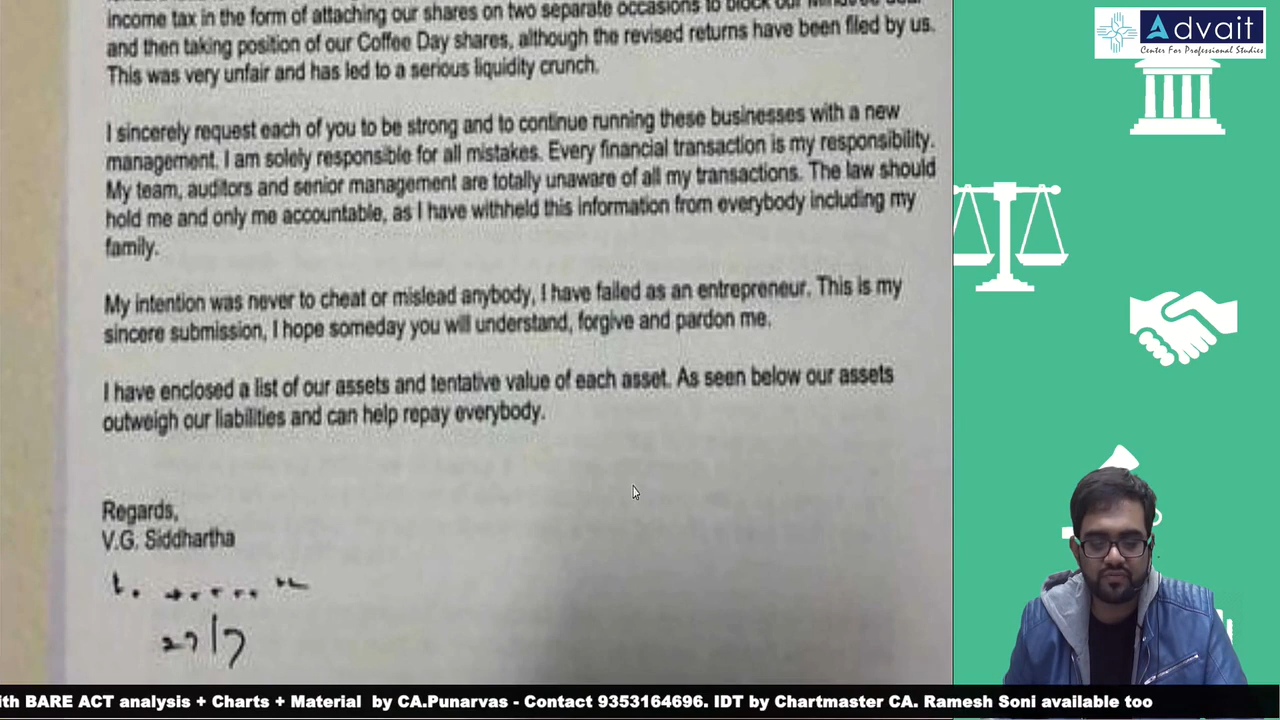 income tax in the form of attaching our shares on two separate occasions to block our Mindtree deal
and then taking position of our Coffee Day shares, although the revised returns have been filed by us.
This was very unfair and has led to a serious liquidity crunch.
I sincerely request each of you to be strong and to continue running these businesses with a new
management. I am solely responsible for all mistakes. Every financial transaction is my responsibility.
My team, auditors and senior management are totally unaware of all my transactions. The law should
hold me and only me accountable, as I have withheld this information from everybody including my
family.
My intention was never to cheat or mislead anybody, I have failed as an entrepreneur. This is my
sincere submission, I hope someday you will understand, forgive and pardon me.
I have enclosed a list of our assets and tentative value of each asset. As seen below our assets
outweigh our liabilities and can help repay everybody.
Regards,
V.G. Siddhartha
27/7
Advait
Center For Professional Studies
ith BARE ACT analysis + Charts + Material by CA.Punarvas - Contact 9353164696. IDT by Chartmaster CA. Ramesh Soni available too